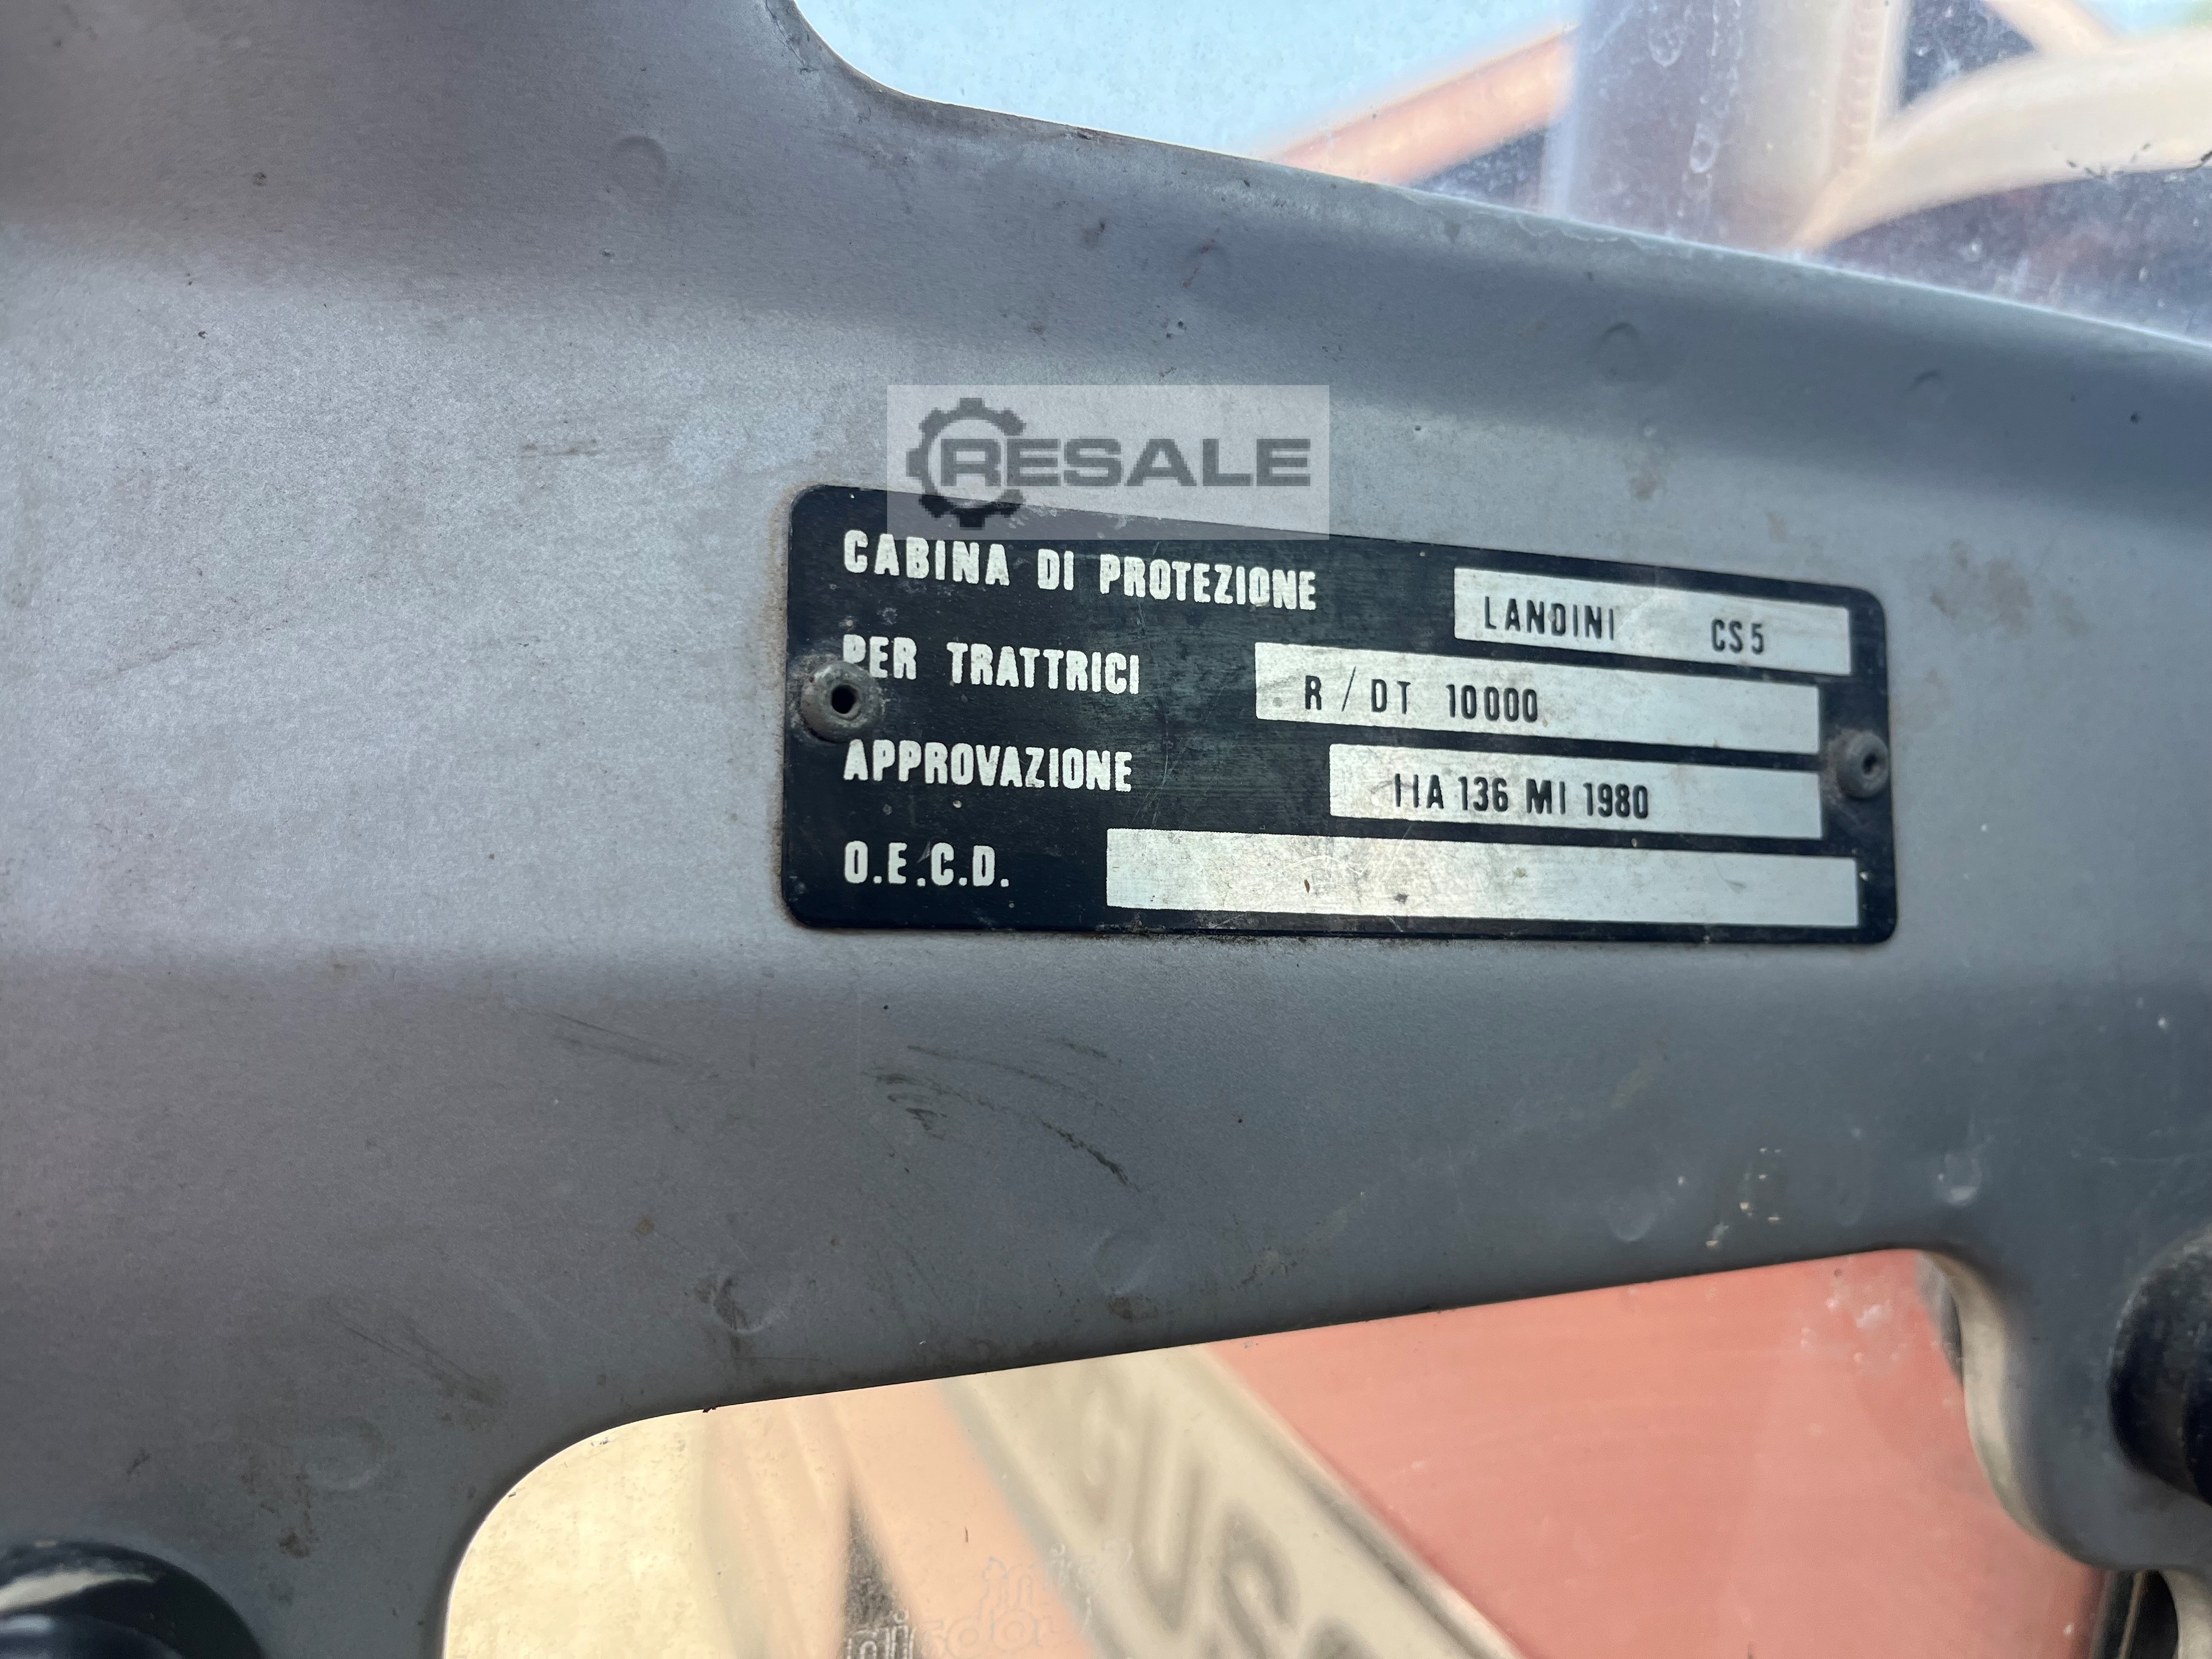 RESALE
CABINA DI PROTEZIONE LANDINI CS5
PER TRATTRICI R / DT 10000
APPROVAZIONE IIA 136 MI 1980
O.E.C.D.